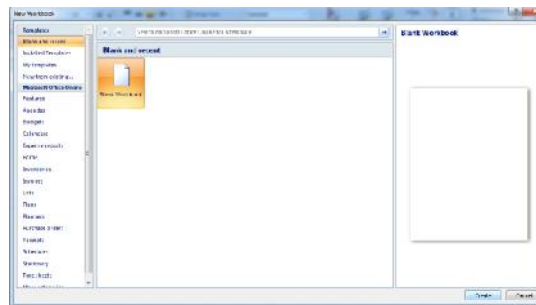 New Workbook
Templates
Blank and recent
Installed Templates
My templates...
New from existing...
Microsoft Office Online
Featured
Agendas
Budgets
Calendars
Expense reports
Forms
Inventories
Invoices
Lists
Plans
Planners
Purchase orders
Receipts
Schedules
Stationery
Time sheets
Blank and recent
Blank Workbook
Blank Workbook
Create
Cancel